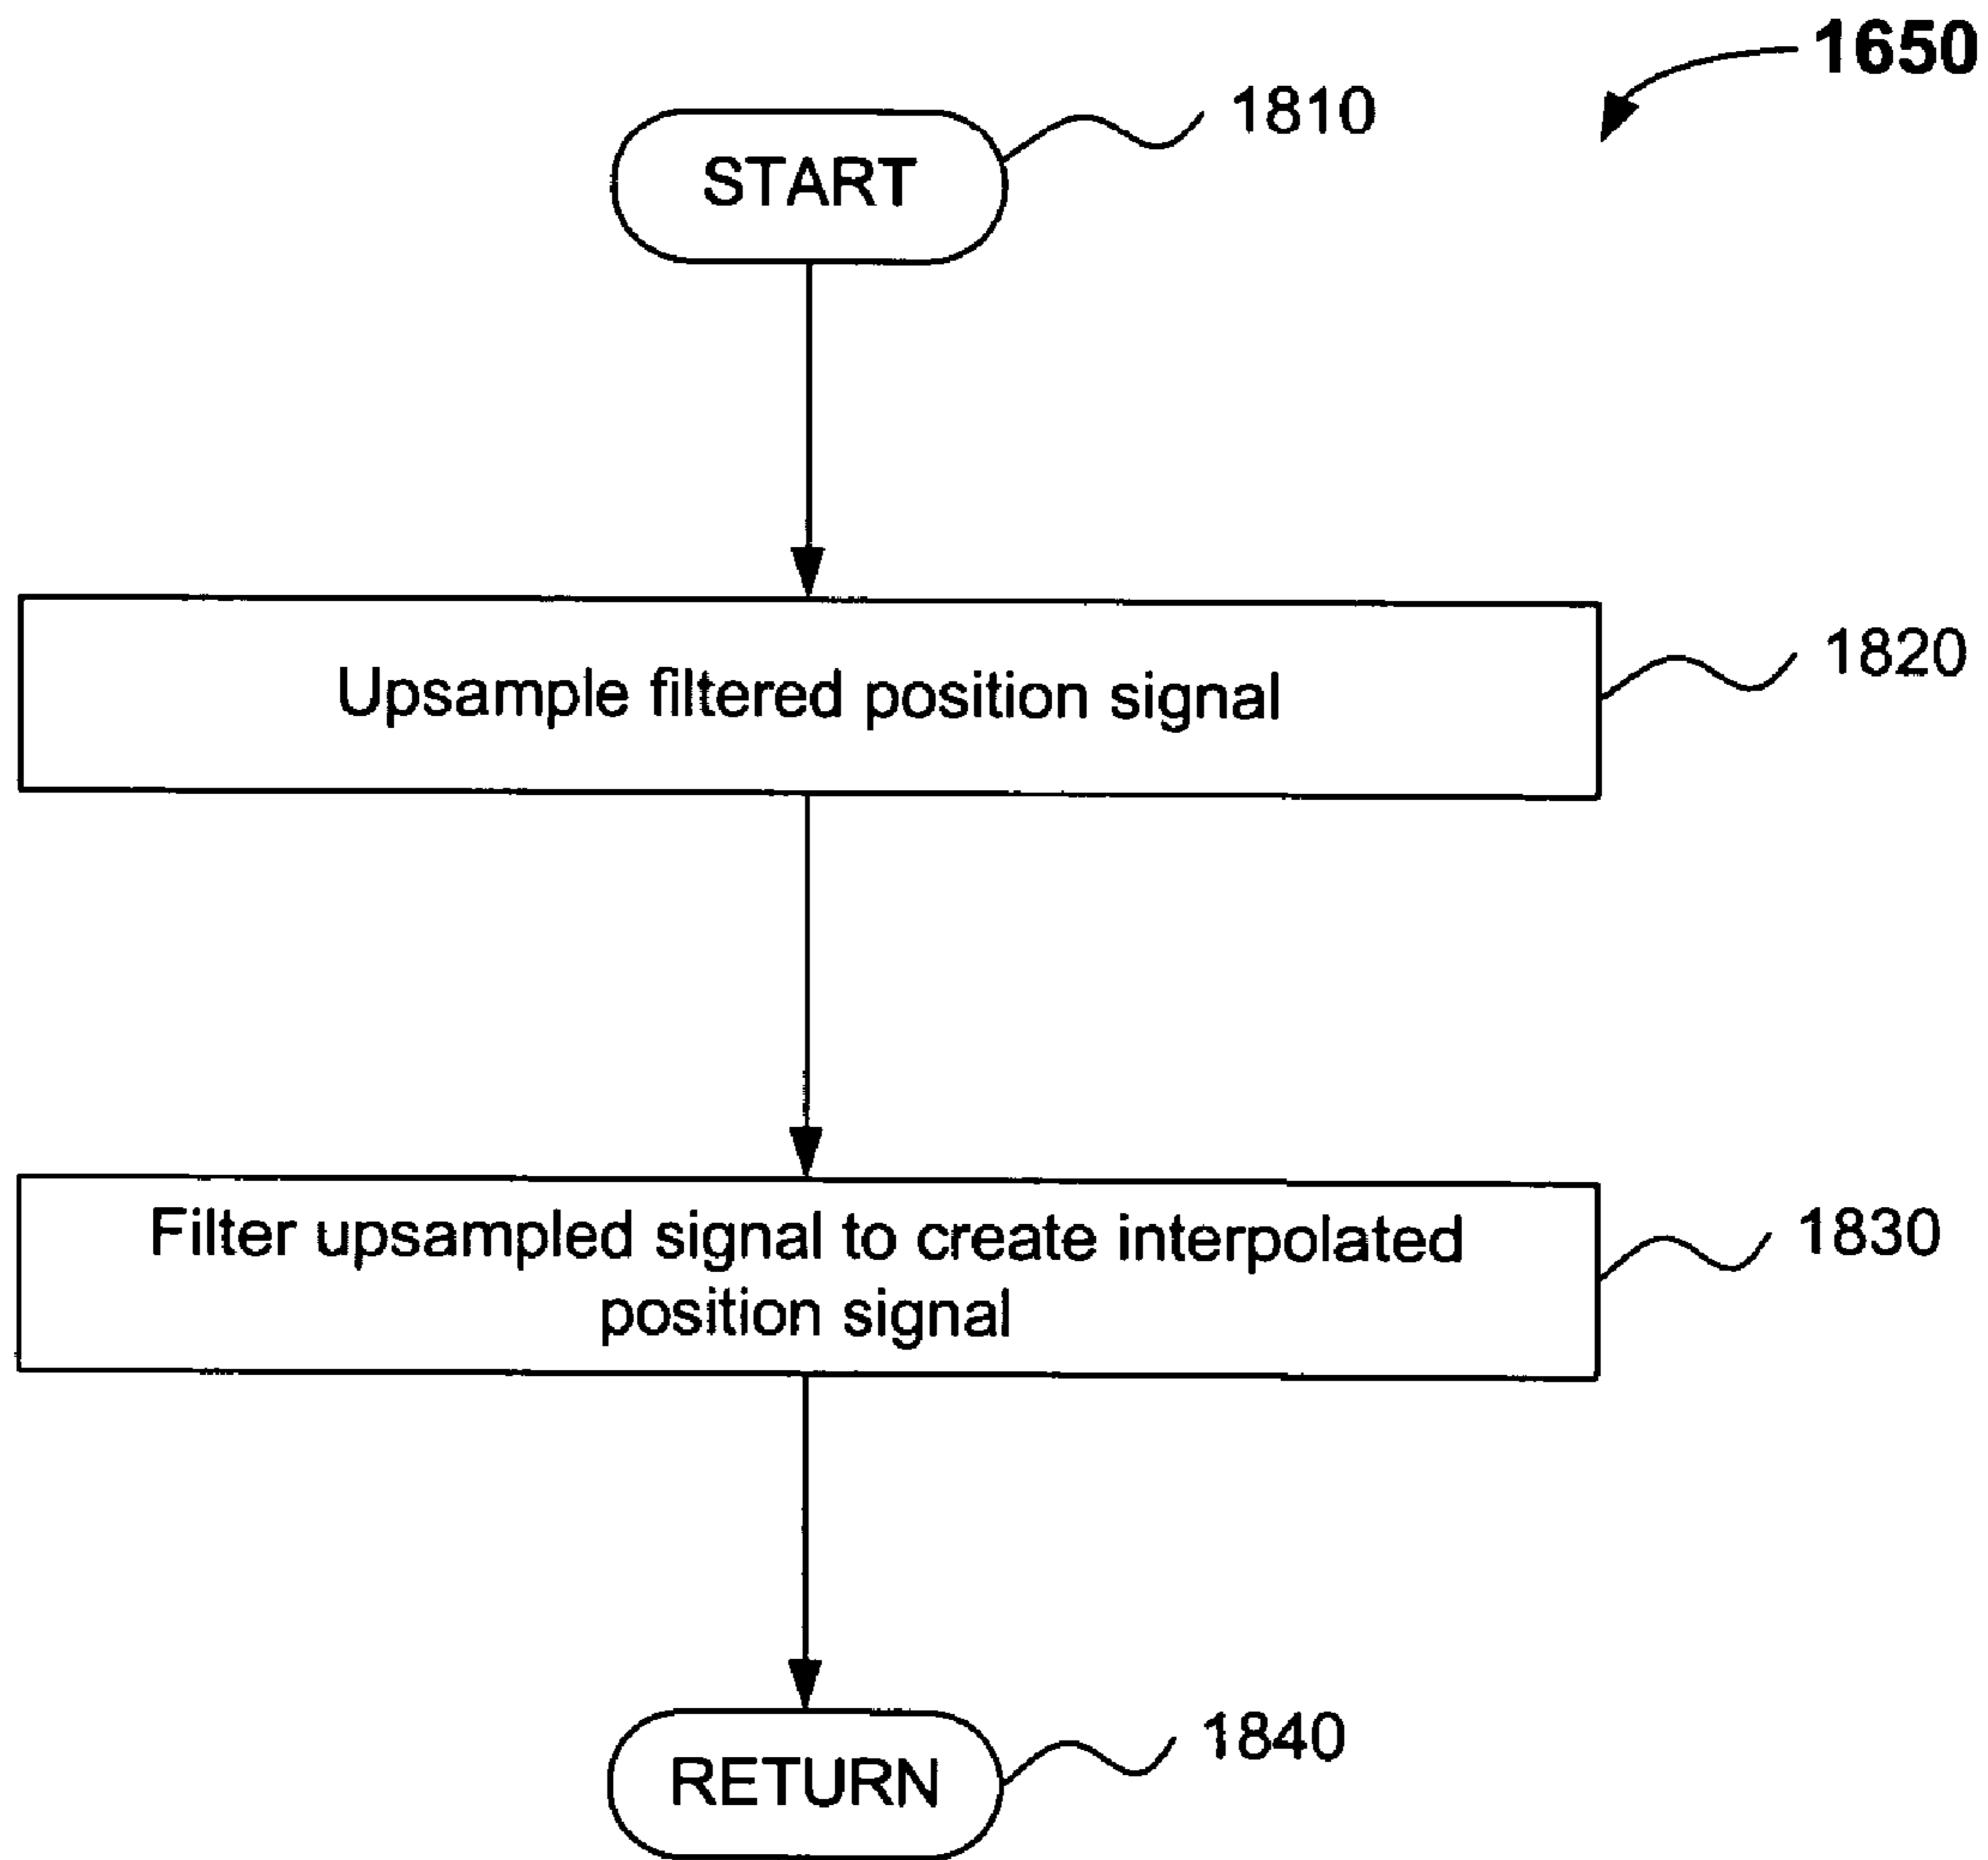 1650
1810
START
1820
Upsample filtered position signal
1830
Filter upsampled signal to create interpolated
position signal
1840
RETURN